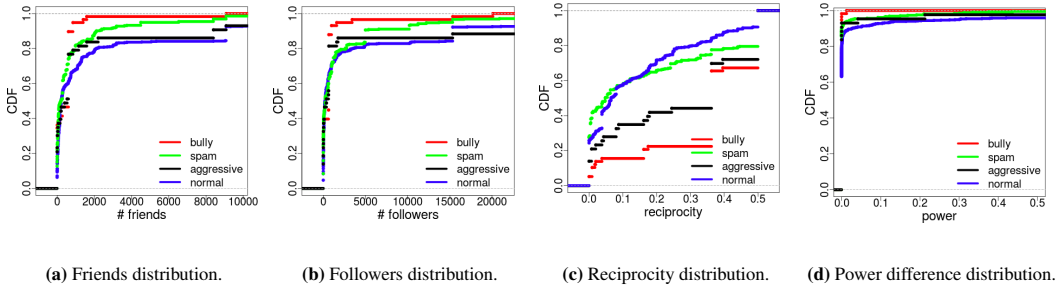 CDF
0.0 0.2 0.4 0.6 0.8 1.0
bully
spam
aggressive
normal
0 2000 4000 6000 8000 10000
# friends
CDF
0.0 0.2 0.4 0.6 0.8 1.0
bully
spam
aggressive
normal
0 5000 10000 15000 20000
# followers
CDF
0.0 0.2 0.4 0.6 0.8 1.0
bully
spam
aggressive
normal
0.0 0.1 0.2 0.3 0.4 0.5
reciprocity
CDF
0.0 0.2 0.4 0.6 0.8 1.0
bully
spam
aggressive
normal
0.0 0.1 0.2 0.3 0.4 0.5
power
(a) Friends distribution.
(b) Followers distribution.
(c) Reciprocity distribution.
(d) Power difference distribution.